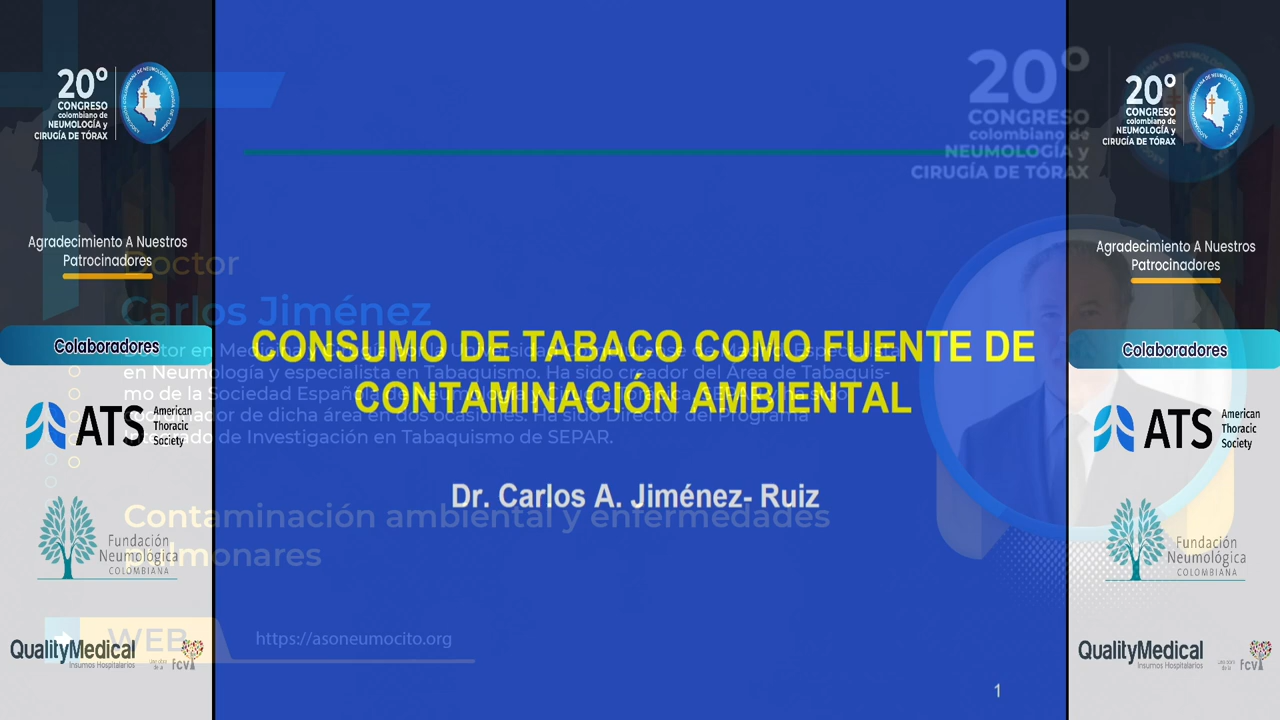 20°
CONGRESO
colombiano de
NEUMOLOGÍA y
CIRUGÍA DE TÓRAX
Agradecimiento A Nuestros
Patrocinadores
Colaboradores
ATS American
Thoracic
Society
Fundación
Neumológica
COLOMBIANA
QualityMedical
Insumos Hospitalarios
fcv
20°
CONGRESO
colombiano de
NEUMOLOGÍA y
CIRUGÍA DE TÓRAX
Doctor
Carlos Jiménez
CONSUMO DE TABACO COMO FUENTE DE
CONTAMINACIÓN AMBIENTAL
en Neumología y especialista en Tabaquismo. Ha sido creador del Área de Tabaquis-
mo de la Sociedad Española de
de dicha área en dos ocasiones. Ha sido Director del Programa
de Investigación en Tabaquismo de SEPAR.
Dr. Carlos A. Jiménez- Ruiz
Contaminación ambiental y enfermedades
pulmonares
WEB
https://asoneumocito.org
1
20°
CONGRESO
colombiano de
NEUMOLOGÍA y
CIRUGÍA DE TÓRAX
Agradecimiento A Nuestros
Patrocinadores
Colaboradores
ATS American
Thoracic
Society
Fundación
Neumológica
COLOMBIANA
QualityMedical
Insumos Hospitalarios
fcv